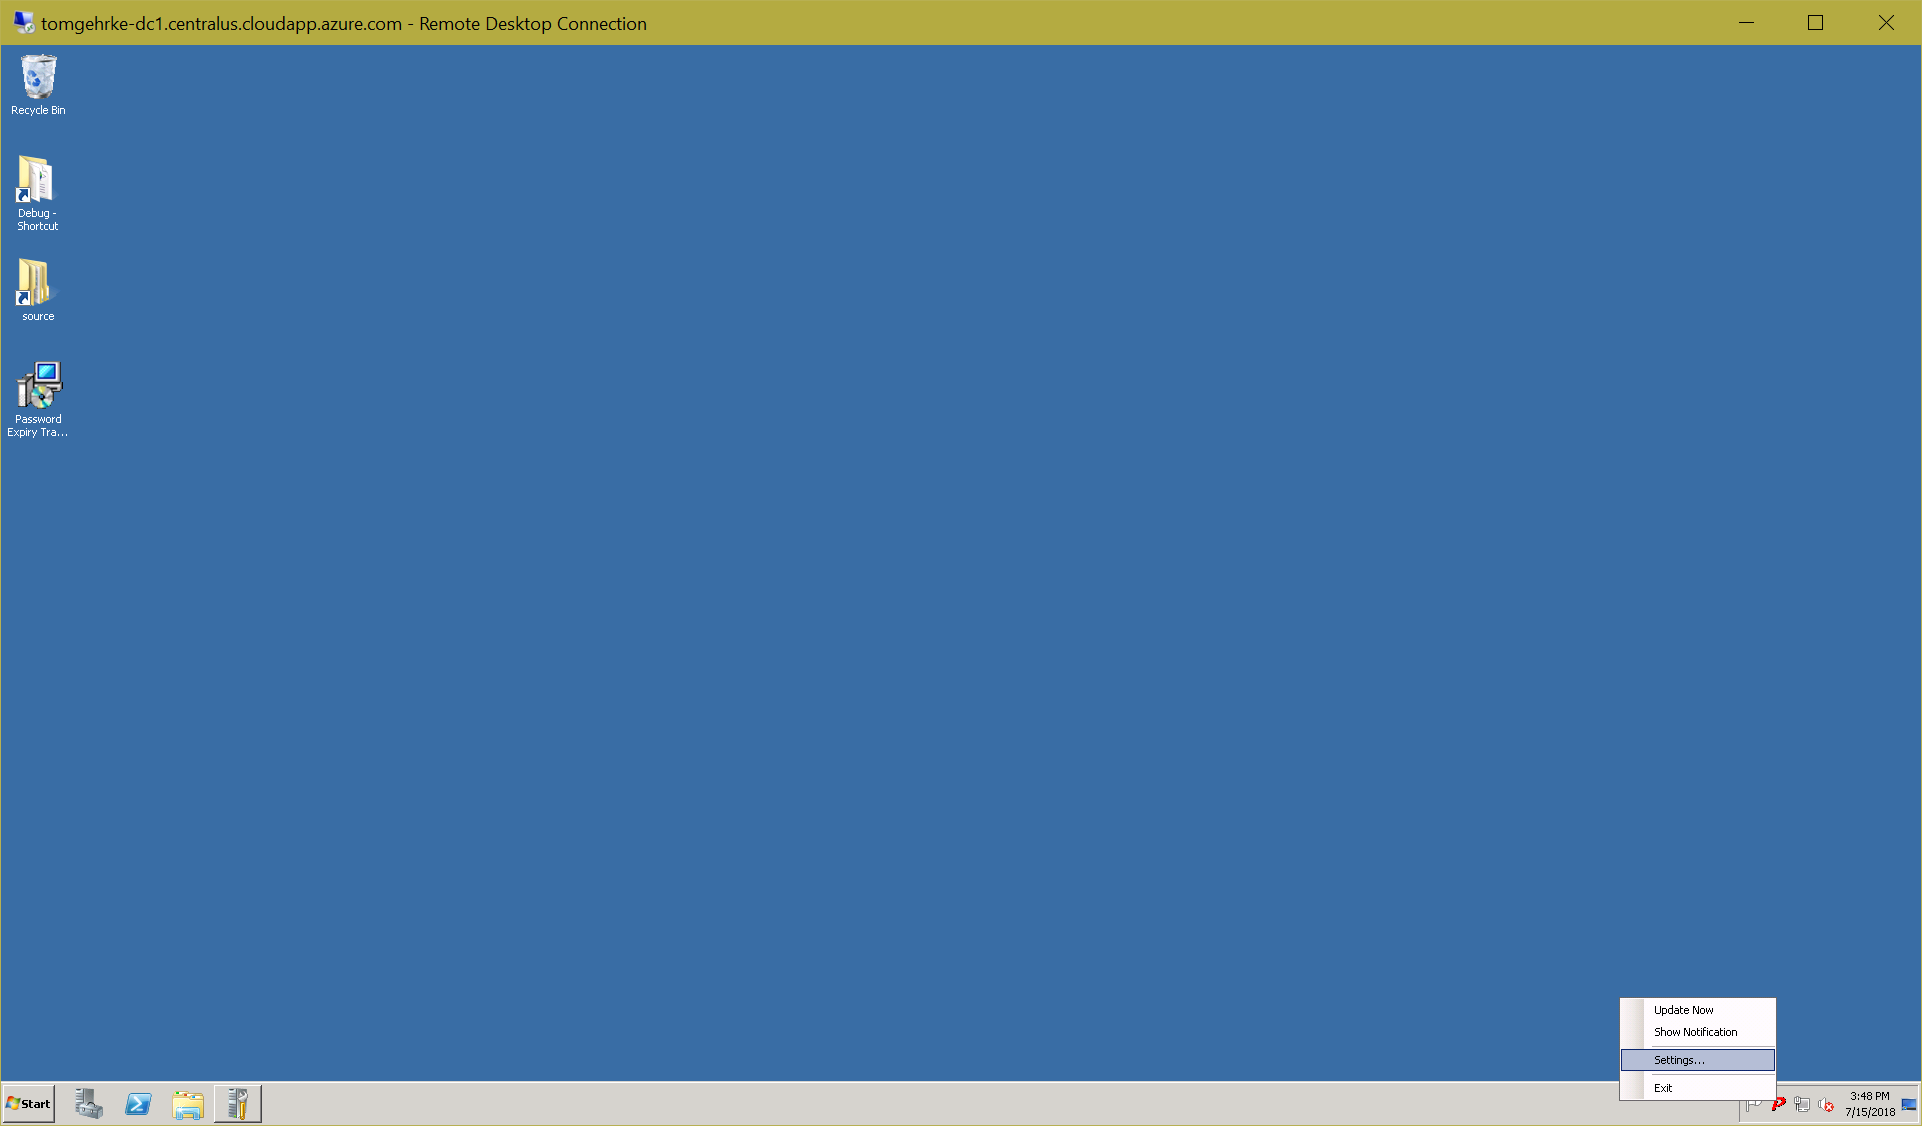 tomgehrke-dc1.centralus.cloudapp.azure.com - Remote Desktop Connection
Recycle Bin
Debug -
Shortcut
source
Password
Expiry Tra...
Update Now
Show Notification
Settings...
Exit
Start
3:48 PM
7/15/2018